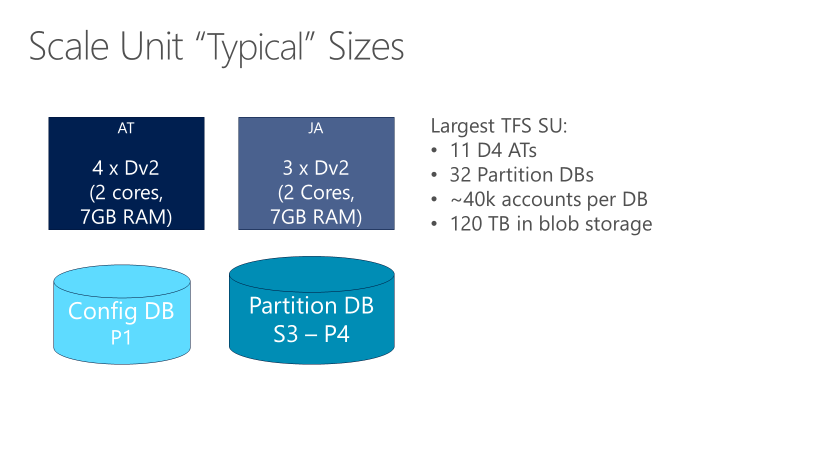 Scale Unit “Typical” Sizes
AT
4 x Dv2
(2 cores,
7GB RAM)
JA
3 x Dv2
(2 Cores,
7GB RAM)
Largest TFS SU:
• 11 D4 ATs
• 32 Partition DBs
• ~40k accounts per DB
• 120 TB in blob storage
Config DB
P1
Partition DB
S3 – P4